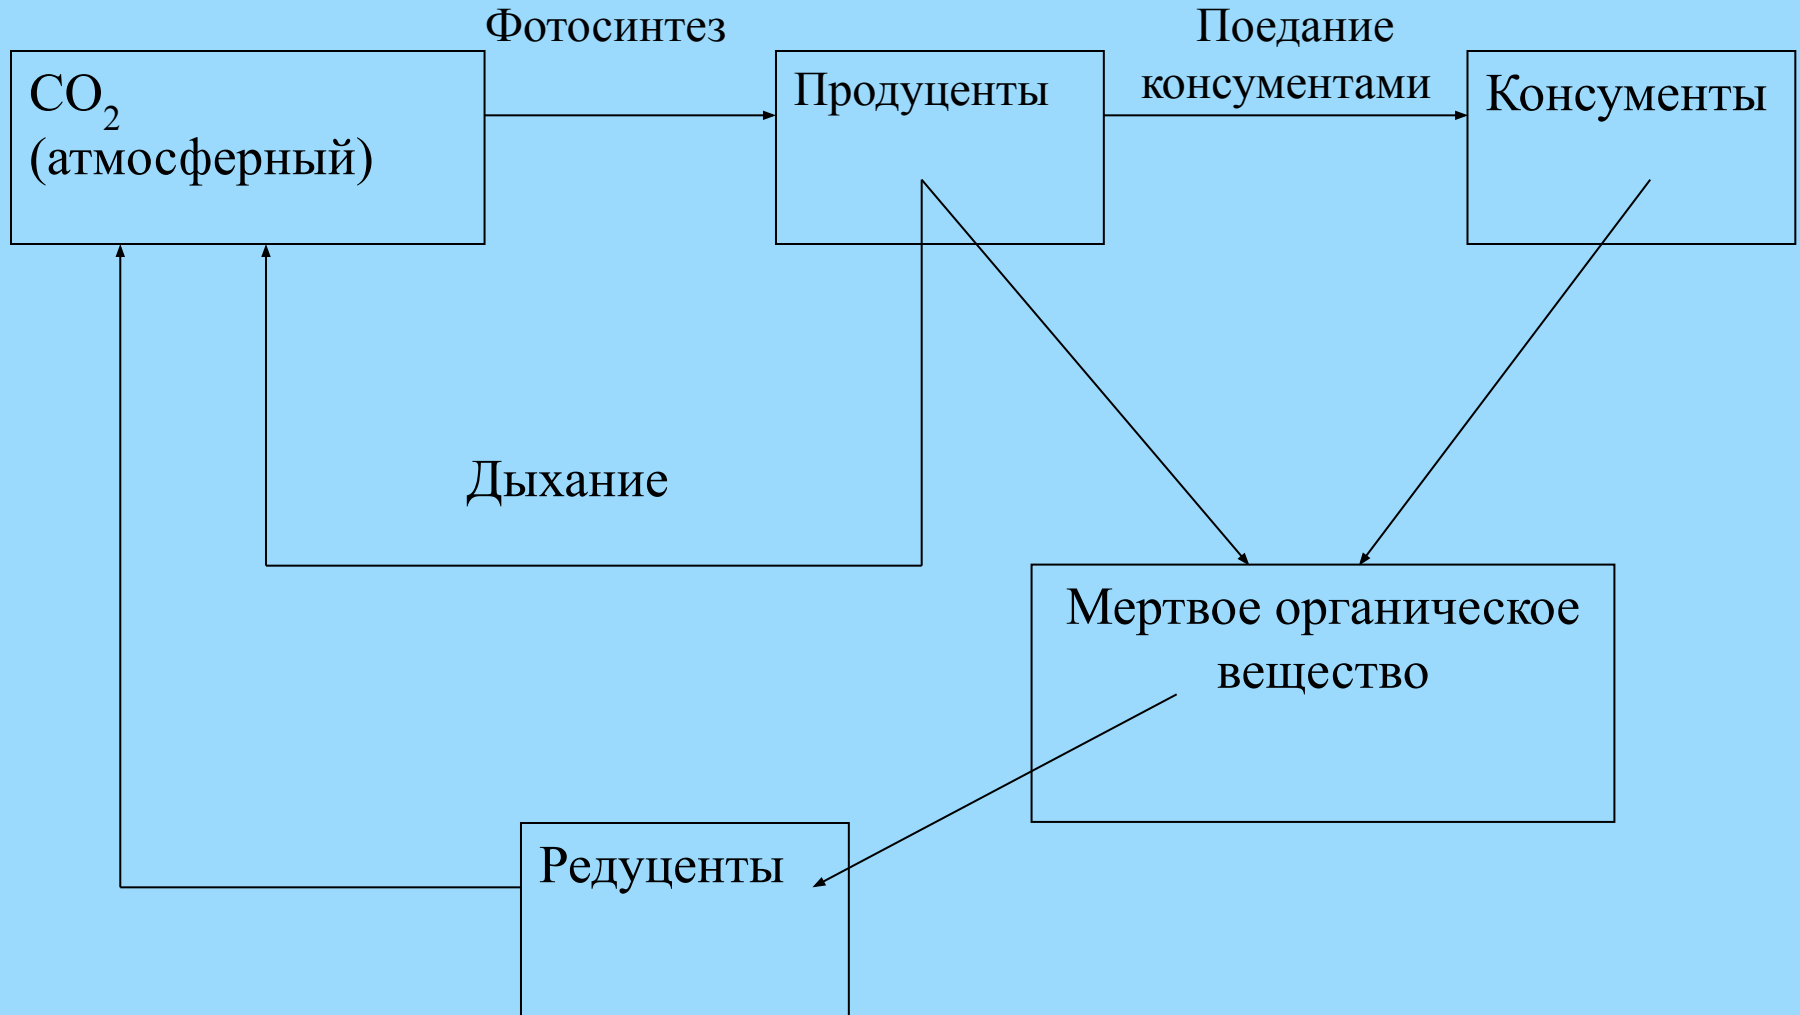 Фотосинтез
Поедание
консументами
CO₂
(атмосферный)
Продуценты
Консументы
Дыхание
Мертвое органическое
вещество
Редуценты